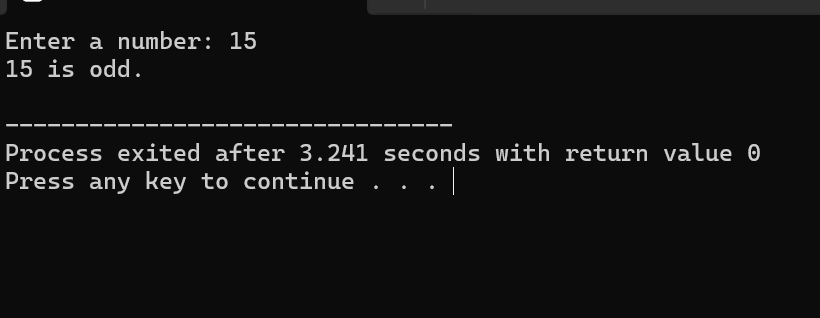 Enter a number: 15
15 is odd.
--------------------------------
Process exited after 3.241 seconds with return value 0
Press any key to continue . . .